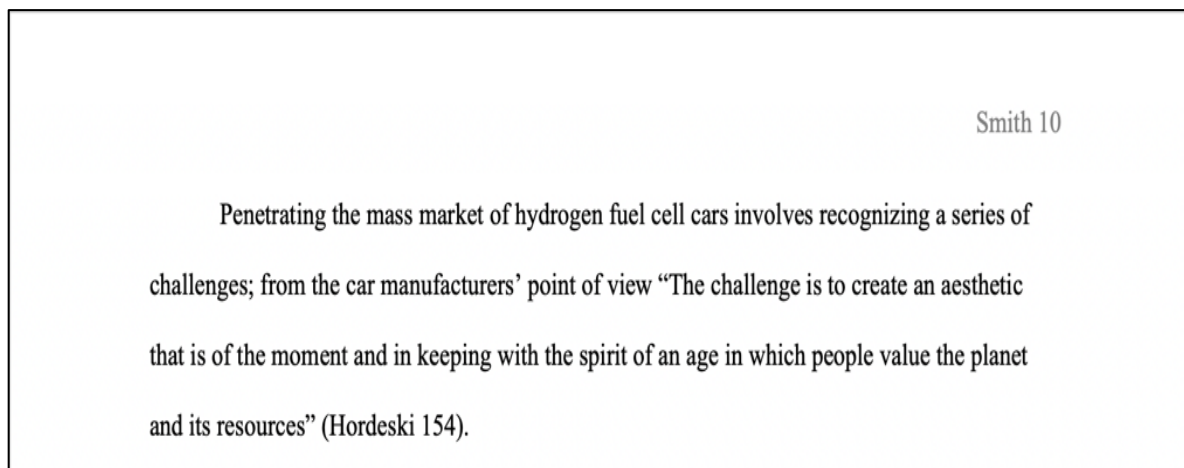 Smith 10
Penetrating the mass market of hydrogen fuel cell cars involves recognizing a series of
challenges; from the car manufacturers’ point of view “The challenge is to create an aesthetic
that is of the moment and in keeping with the spirit of an age in which people value the planet
and its resources” (Hordeski 154).